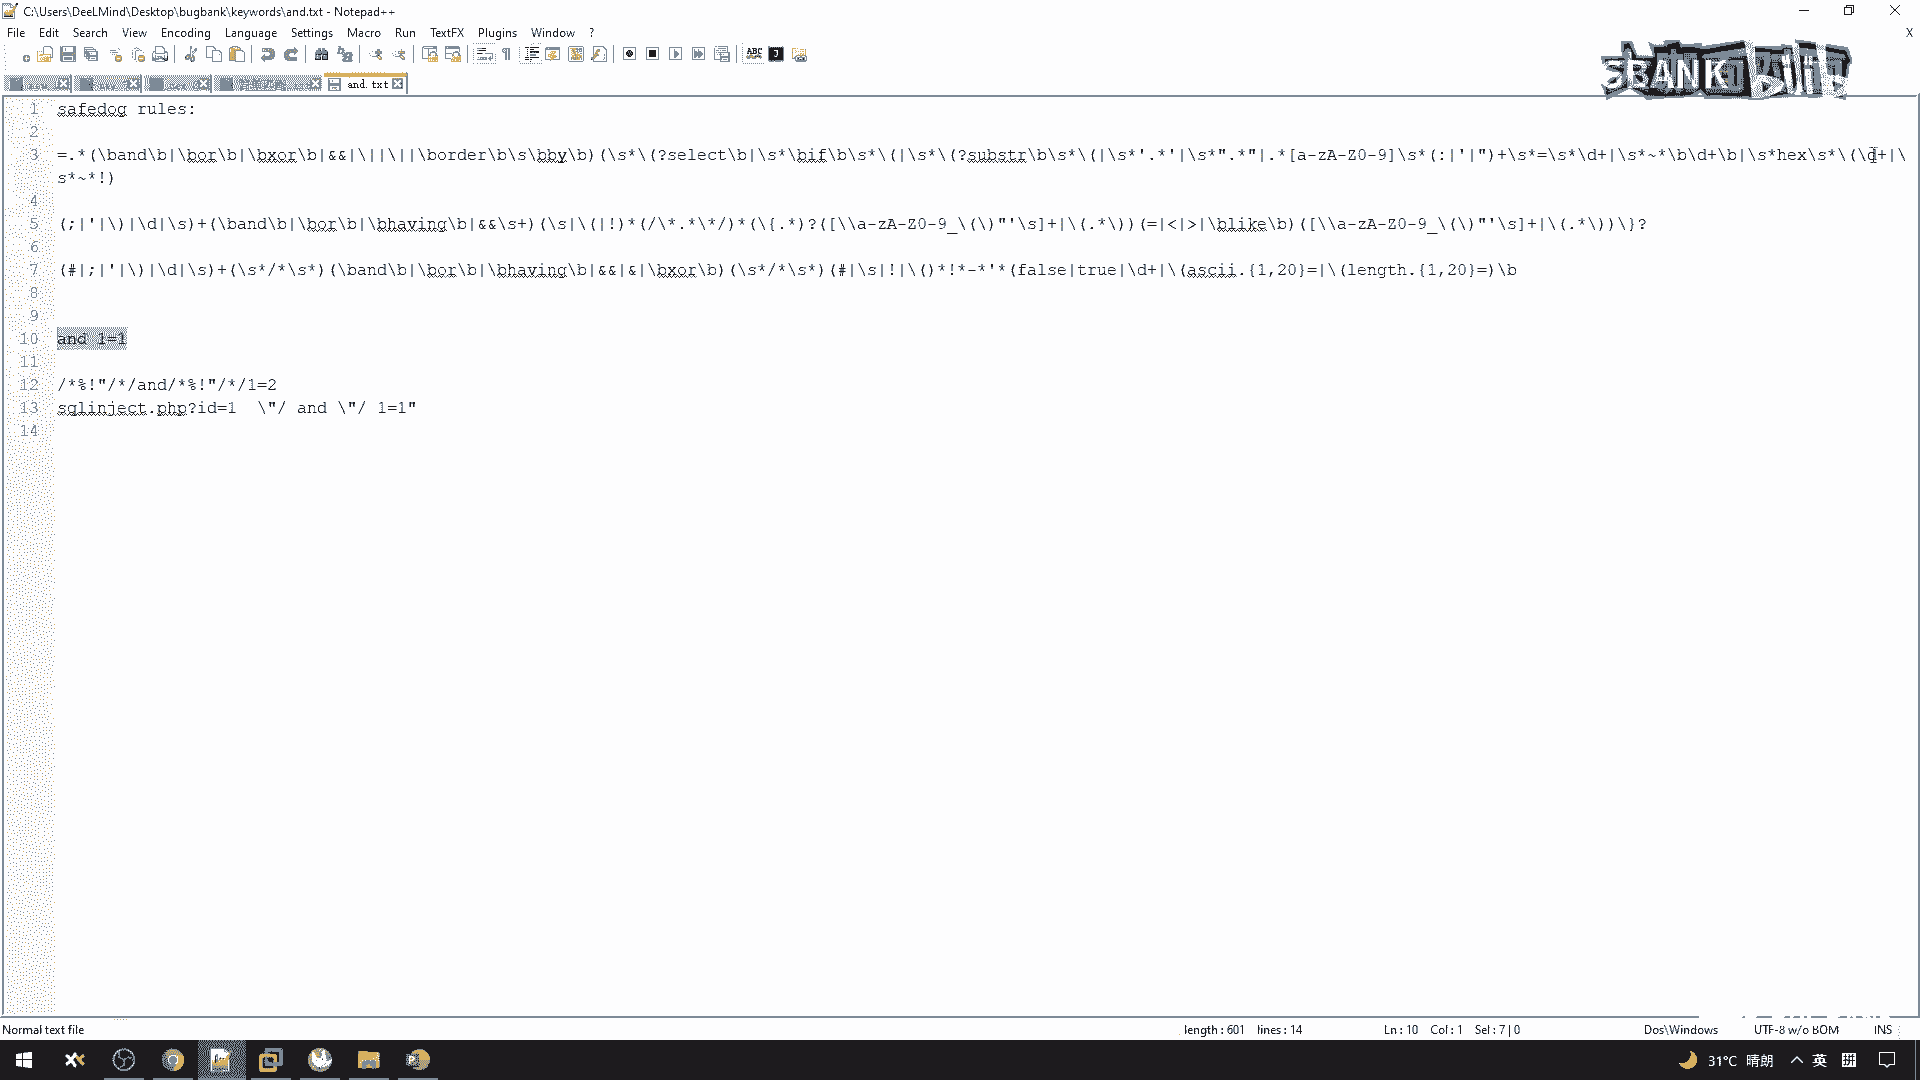 C:\Users\DeeLMind\Desktop\bugbank\keywords\and.txt - Notepad++
File Edit Search View Encoding Language Settings Macro Run TextFX Plugins Window ? X
and.txt
1 safedog rules:
2
3 =.*(\band\b|\bor\b|\bxor\b|&&|\||\||\border\b\s\bby\b)(\s*\(?select\b|\s*\bif\b\s*\(|\s*\(?substr\b\s*\(|\s*'.*'|\s*".*"|.*[a-zA-Z0-9]\s*(:|'|")+\s*=\s*\d+|\s*~*\b\d+\b|\s*hex\s*\(\d+|\
s*~*!)
4
5 (;|'|\)|\d|\s)+(\band\b|\bor\b|\bhaving\b|&&\s+)(\s|\(|!)*(/\*.*\*/)*(\{.*)?([\\a-zA-Z0-9_\(\)"'\s]+|\(.*\))(=|<|>|\blike\b)([\\a-zA-Z0-9_\(\)"'\s]+|\(.*\))\}?
6
7 (#|;|'|\)|\d|\s)+(\s*/*\s*)(\band\b|\bor\b|\bhaving\b|&&|&|\bxor\b)(\s*/*\s*)(#|\s|!|\()*!*-*'*(false|true|\d+|\(ascii.{1,20}=|\(length.{1,20}=)\b
8
9
10 and 1=1
11
12 /*%!"/*/and/*%!"/*/1=2
13 sqlinject.php?id=1  \"/ and \"/ 1=1"
14
Normal text file length : 601 lines : 14 Ln : 10 Col : 1 Sel : 7 | 0 Dos\Windows UTF-8 w/o BOM INS
31°C 晴朗 英 拼